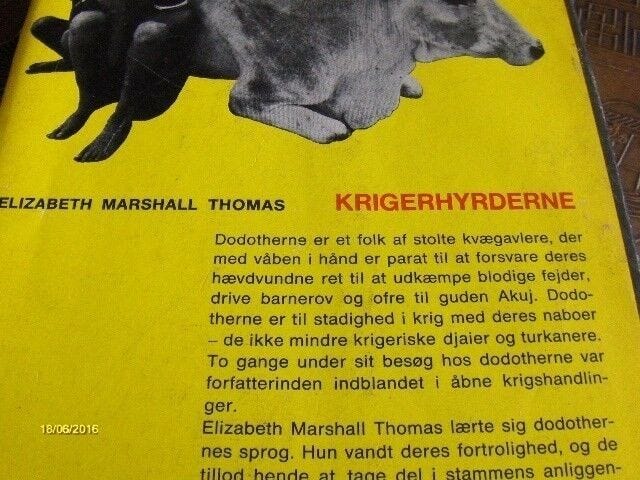 ELIZABETH MARSHALL THOMAS KRIGERHYRDERNE
Dodotherne er et folk af stolte kvægavlere, der
med våben i hånd er parat til at forsvare deres
hævdvundne ret til at udkæmpe blodige fejder,
drive barnerov og ofre til guden Akuj. Dodo-
therne er til stadighed i krig med deres naboer
– de ikke mindre krigeriske djaier og turkanere.
To gange under sit besøg hos dodotherne var
forfatterinden indblandet i åbne krigshandlin-
ger.
Elizabeth Marshall Thomas lærte sig dodother-
nes sprog. Hun vandt deres fortrolighed, og de
tillod hende at tage del i stammens anliggen-
18/06/2016